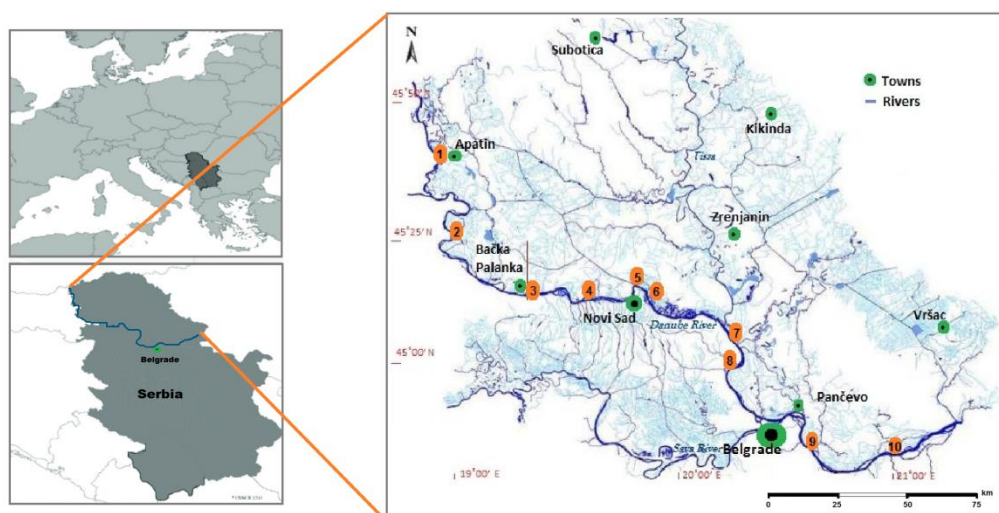 Belgrade
Serbia
N
Subotica
Towns
Rivers
45°50' N
Kikinda
1
Apatin
Tisza
Zrenjanin
45°25' N
2
Bačka
Palanka
3
4
5
6
Novi Sad
Danube River
7
Vršac
45°00' N
8
Pančevo
Sava River
Belgrade
9
10
19°00' E
20°00 E
21°00 E
km
0
25
50
75